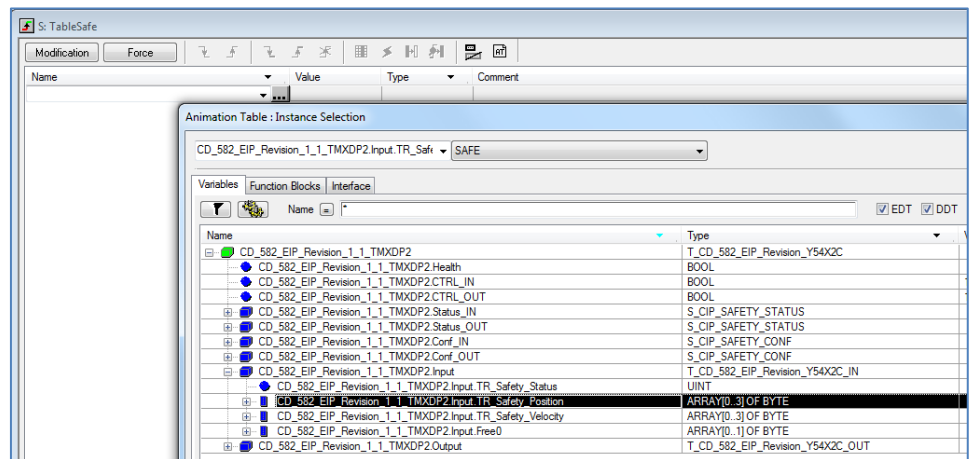 S: TableSafe
Modification Force
Name Value Type Comment
...
Animation Table : Instance Selection
CD_582_EIP_Revision_1_1_TMXDP2.Input.TR_Safe SAFE
Variables Function Blocks Interface
Name = * EDT DDT
Name Type
CD_582_EIP_Revision_1_1_TMXDP2 T_CD_582_EIP_Revision_Y54X2C
CD_582_EIP_Revision_1_1_TMXDP2.Health BOOL
CD_582_EIP_Revision_1_1_TMXDP2.CTRL_IN BOOL
CD_582_EIP_Revision_1_1_TMXDP2.CTRL_OUT BOOL
CD_582_EIP_Revision_1_1_TMXDP2.Status_IN S_CIP_SAFETY_STATUS
CD_582_EIP_Revision_1_1_TMXDP2.Status_OUT S_CIP_SAFETY_STATUS
CD_582_EIP_Revision_1_1_TMXDP2.Conf_IN S_CIP_SAFETY_CONF
CD_582_EIP_Revision_1_1_TMXDP2.Conf_OUT S_CIP_SAFETY_CONF
CD_582_EIP_Revision_1_1_TMXDP2.Input T_CD_582_EIP_Revision_Y54X2C_IN
CD_582_EIP_Revision_1_1_TMXDP2.Input.TR_Safety_Status UINT
CD_582_EIP_Revision_1_1_TMXDP2.Input.TR_Safety_Position ARRAY[0..3] OF BYTE
CD_582_EIP_Revision_1_1_TMXDP2.Input.TR_Safety_Velocity ARRAY[0..3] OF BYTE
CD_582_EIP_Revision_1_1_TMXDP2.Input.Free0 ARRAY[0..1] OF BYTE
CD_582_EIP_Revision_1_1_TMXDP2.Output T_CD_582_EIP_Revision_Y54X2C_OUT